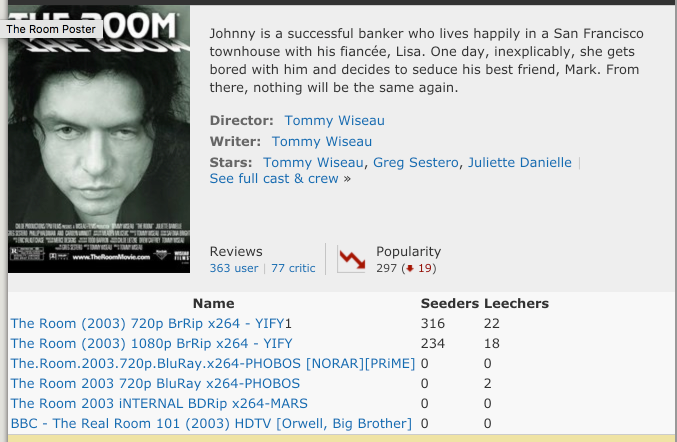 THE ROOM
The Room Poster
THE ROOM
www.TheRoomMovie.com
Johnny is a successful banker who lives happily in a San Francisco
townhouse with his fiancée, Lisa. One day, inexplicably, she gets
bored with him and decides to seduce his best friend, Mark. From
there, nothing will be the same again.
Director: Tommy Wiseau
Writer: Tommy Wiseau
Stars: Tommy Wiseau, Greg Sestero, Juliette Danielle |
See full cast & crew »
Reviews
363 user | 77 critic
Popularity
297 (19)
Name Seeders Leechers
The Room (2003) 720p BrRip x264 - YIFY1 316 22
The Room (2003) 1080p BrRip x264 - YIFY 234 18
The.Room.2003.720p.BluRay.x264-PHOBOS [NORAR][PRiME] 0 0
The Room 2003 720p BluRay x264-PHOBOS 0 2
The Room 2003 iNTERNAL BDRip x264-MARS 0 0
BBC - The Real Room 101 (2003) HDTV [Orwell, Big Brother] 0 0